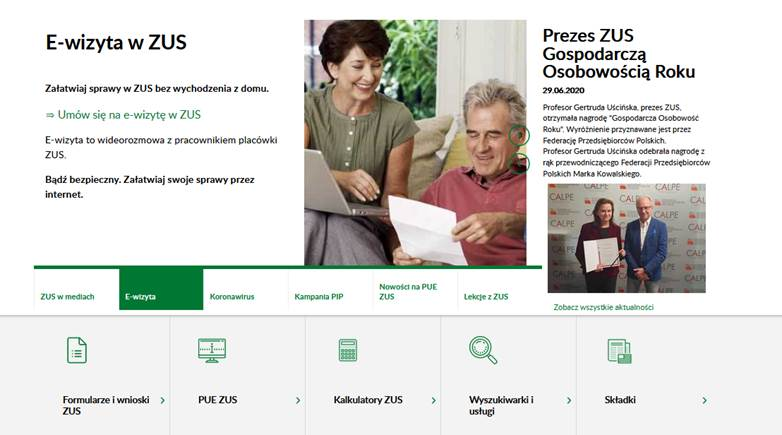 E-wizyta w ZUS
Załatwiaj sprawy w ZUS bez wychodzenia z domu.
⇒ Umów się na e-wizytę w ZUS
E-wizyta to wideorozmowa z pracownikiem placówki
ZUS.
Bądź bezpieczny. Załatwiaj swoje sprawy przez
internet.
Prezes ZUS
Gospodarczą
Osobowością Roku
29.06.2020
Profesor Gertruda Uścińska, prezes ZUS,
otrzymała nagrodę "Gospodarcza Osobowość
Roku". Wyróżnienie przyznawane jest przez
Federację Przedsiębiorców Polskich.
Profesor Gertruda Uścińska odebrała nagrodę z
rąk przewodniczącego Federacji Przedsiębiorców
Polskich Marka Kowalskiego.
CALPE
CALPE
CALPE
Zobacz wszystkie aktualności
ZUS w mediach
E-wizyta
Koronawirus
Kampania PIP
Nowości na PUE
ZUS
Lekcje z ZUS
Formularze i wnioski
ZUS
PUE ZUS
Kalkulatory ZUS
Wyszukiwarki i
usługi
Składki